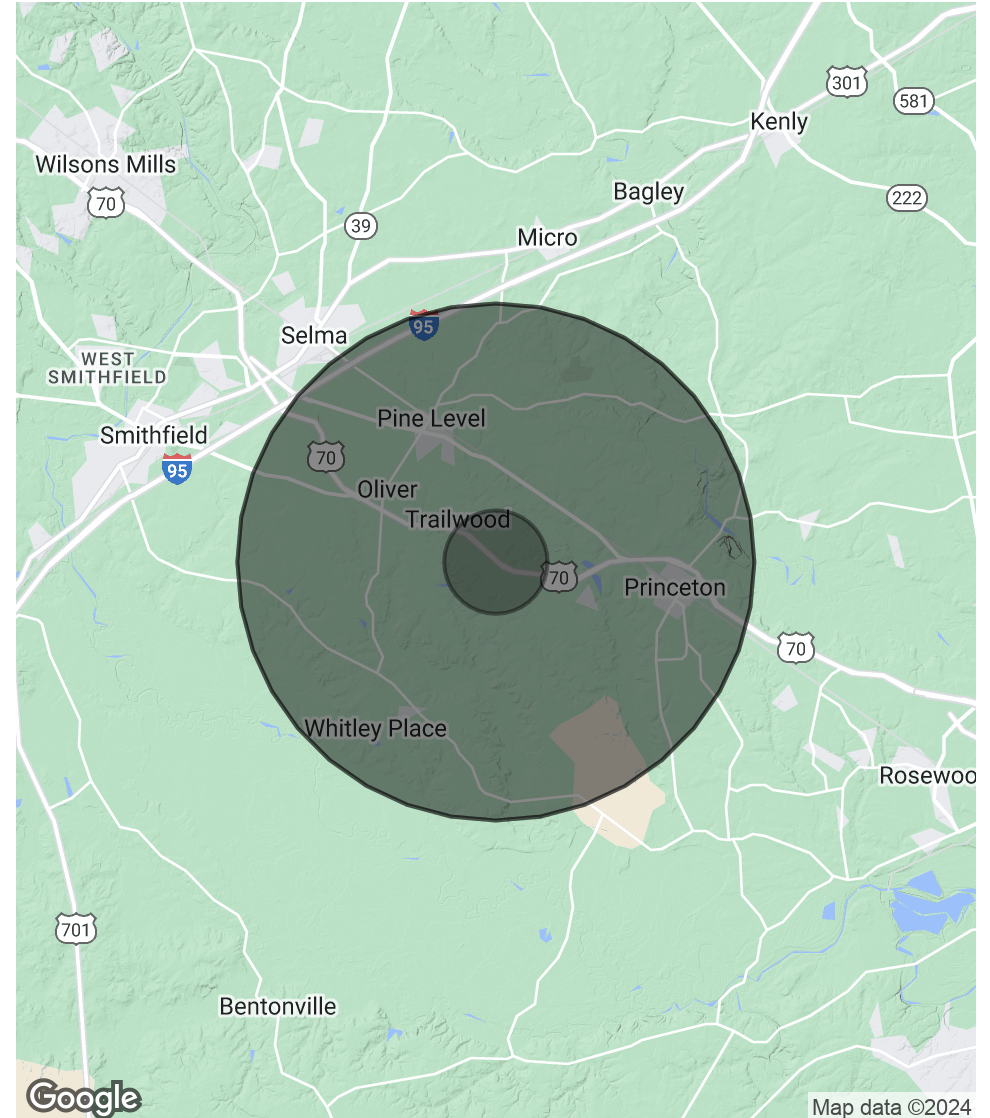 301
581
Kenly
Wilsons Mills
70
Bagley
222
39
Micro
95
Selma
WEST
SMITHFIELD
Pine Level
Smithfield
70
95
Oliver
Trailwood
70
Princeton
70
Whitley Place
Rosewoo
701
Bentonville
Google
Map data ©2024